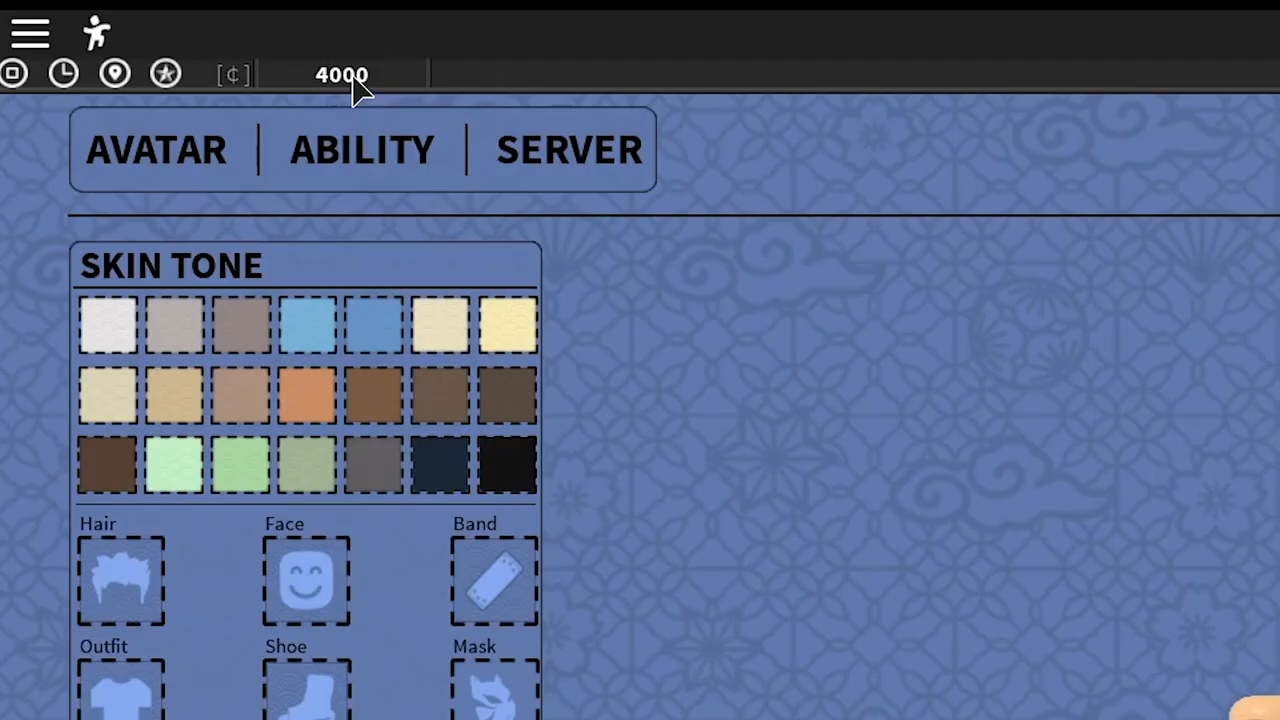 [¢] 4000
AVATAR ABILITY SERVER
SKIN TONE
Hair Face Band
Outfit Shoe Mask